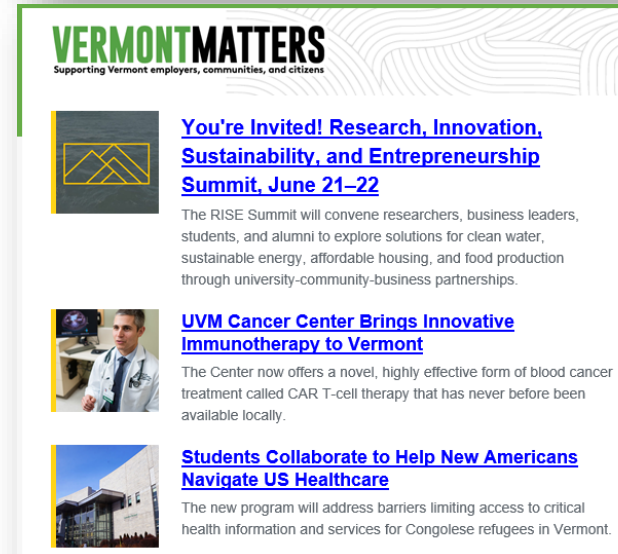 VERMONTMATTERS
Supporting Vermont employers, communities, and citizens
You're Invited! Research, Innovation,
Sustainability, and Entrepreneurship
Summit, June 21–22
The RISE Summit will convene researchers, business leaders,
students, and alumni to explore solutions for clean water,
sustainable energy, affordable housing, and food production
through university-community-business partnerships.
UVM Cancer Center Brings Innovative
Immunotherapy to Vermont
The Center now offers a novel, highly effective form of blood cancer
treatment called CAR T-cell therapy that has never before been
available locally.
Students Collaborate to Help New Americans
Navigate US Healthcare
The new program will address barriers limiting access to critical
health information and services for Congolese refugees in Vermont.